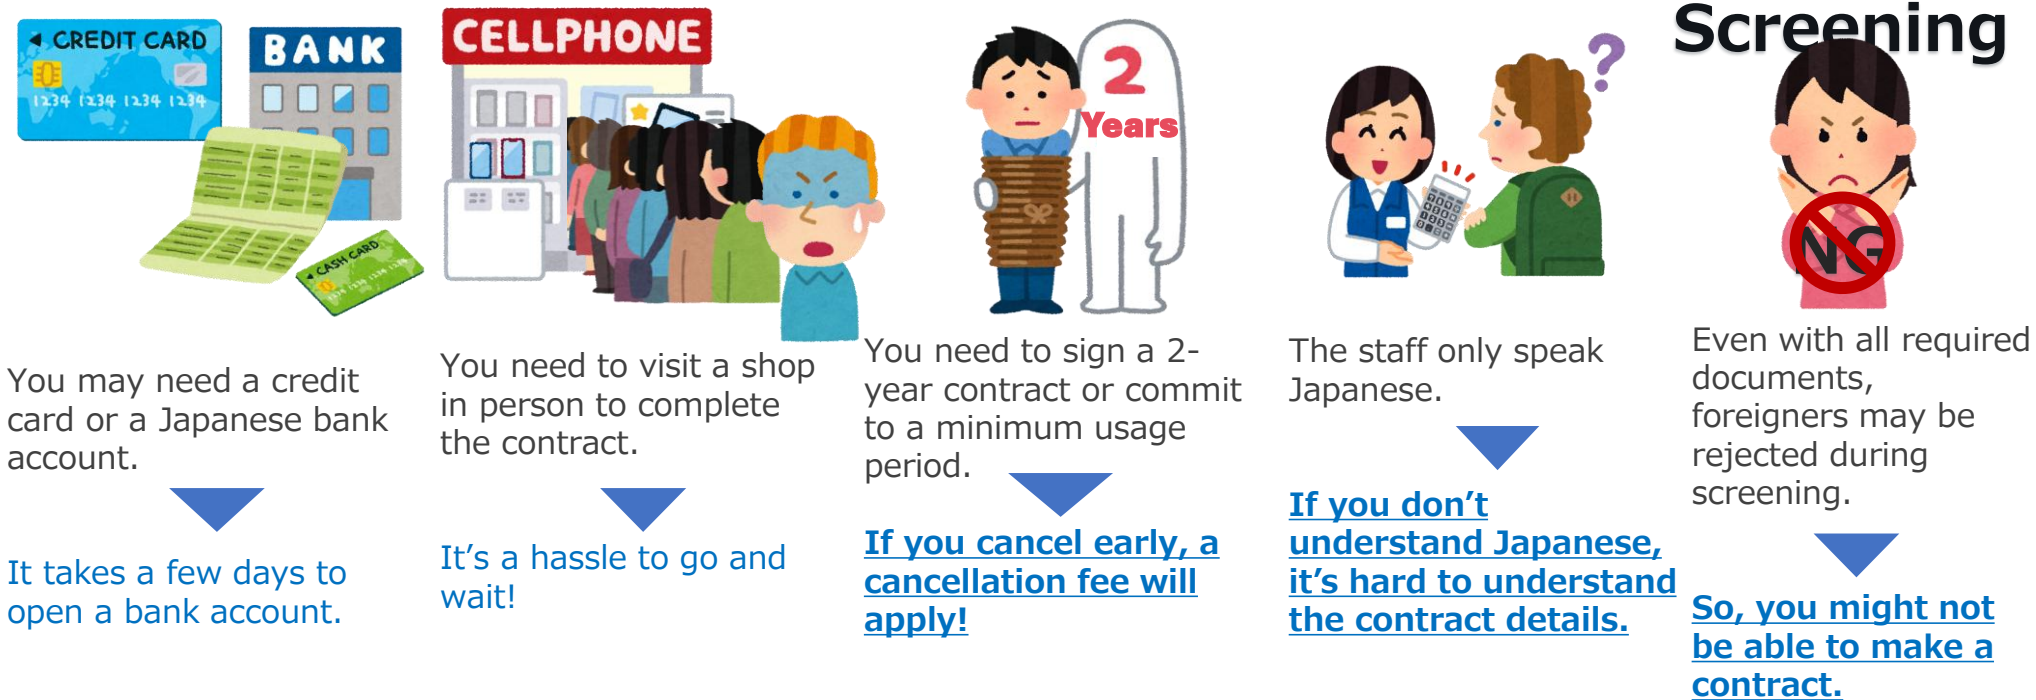 CREDIT CARD
1234 1234 1234 1234
BANK
CASH CARD
1234 1234 1234 1234
You may need a credit
card or a Japanese bank
account.
It takes a few days to
open a bank account.
CELLPHONE
You need to visit a shop
in person to complete
the contract.
It's a hassle to go and
wait!
2
Years
You need to sign a 2-
year contract or commit
to a minimum usage
period.
If you cancel early, a
cancellation fee will
apply!
?
The staff only speak
Japanese.
If you don't
understand Japanese,
it's hard to understand
the contract details.
Screening
NG
Even with all required
documents,
foreigners may be
rejected during
screening.
So, you might not
be able to make a
contract.